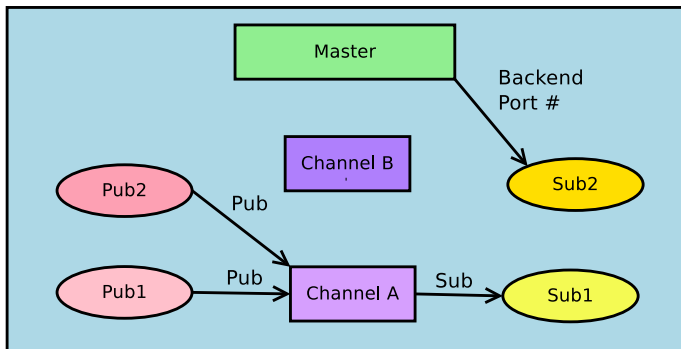 Master
Backend
Port #
Channel B
Pub2
Pub
Sub2
Pub1
Pub
Channel A
Sub
Sub1